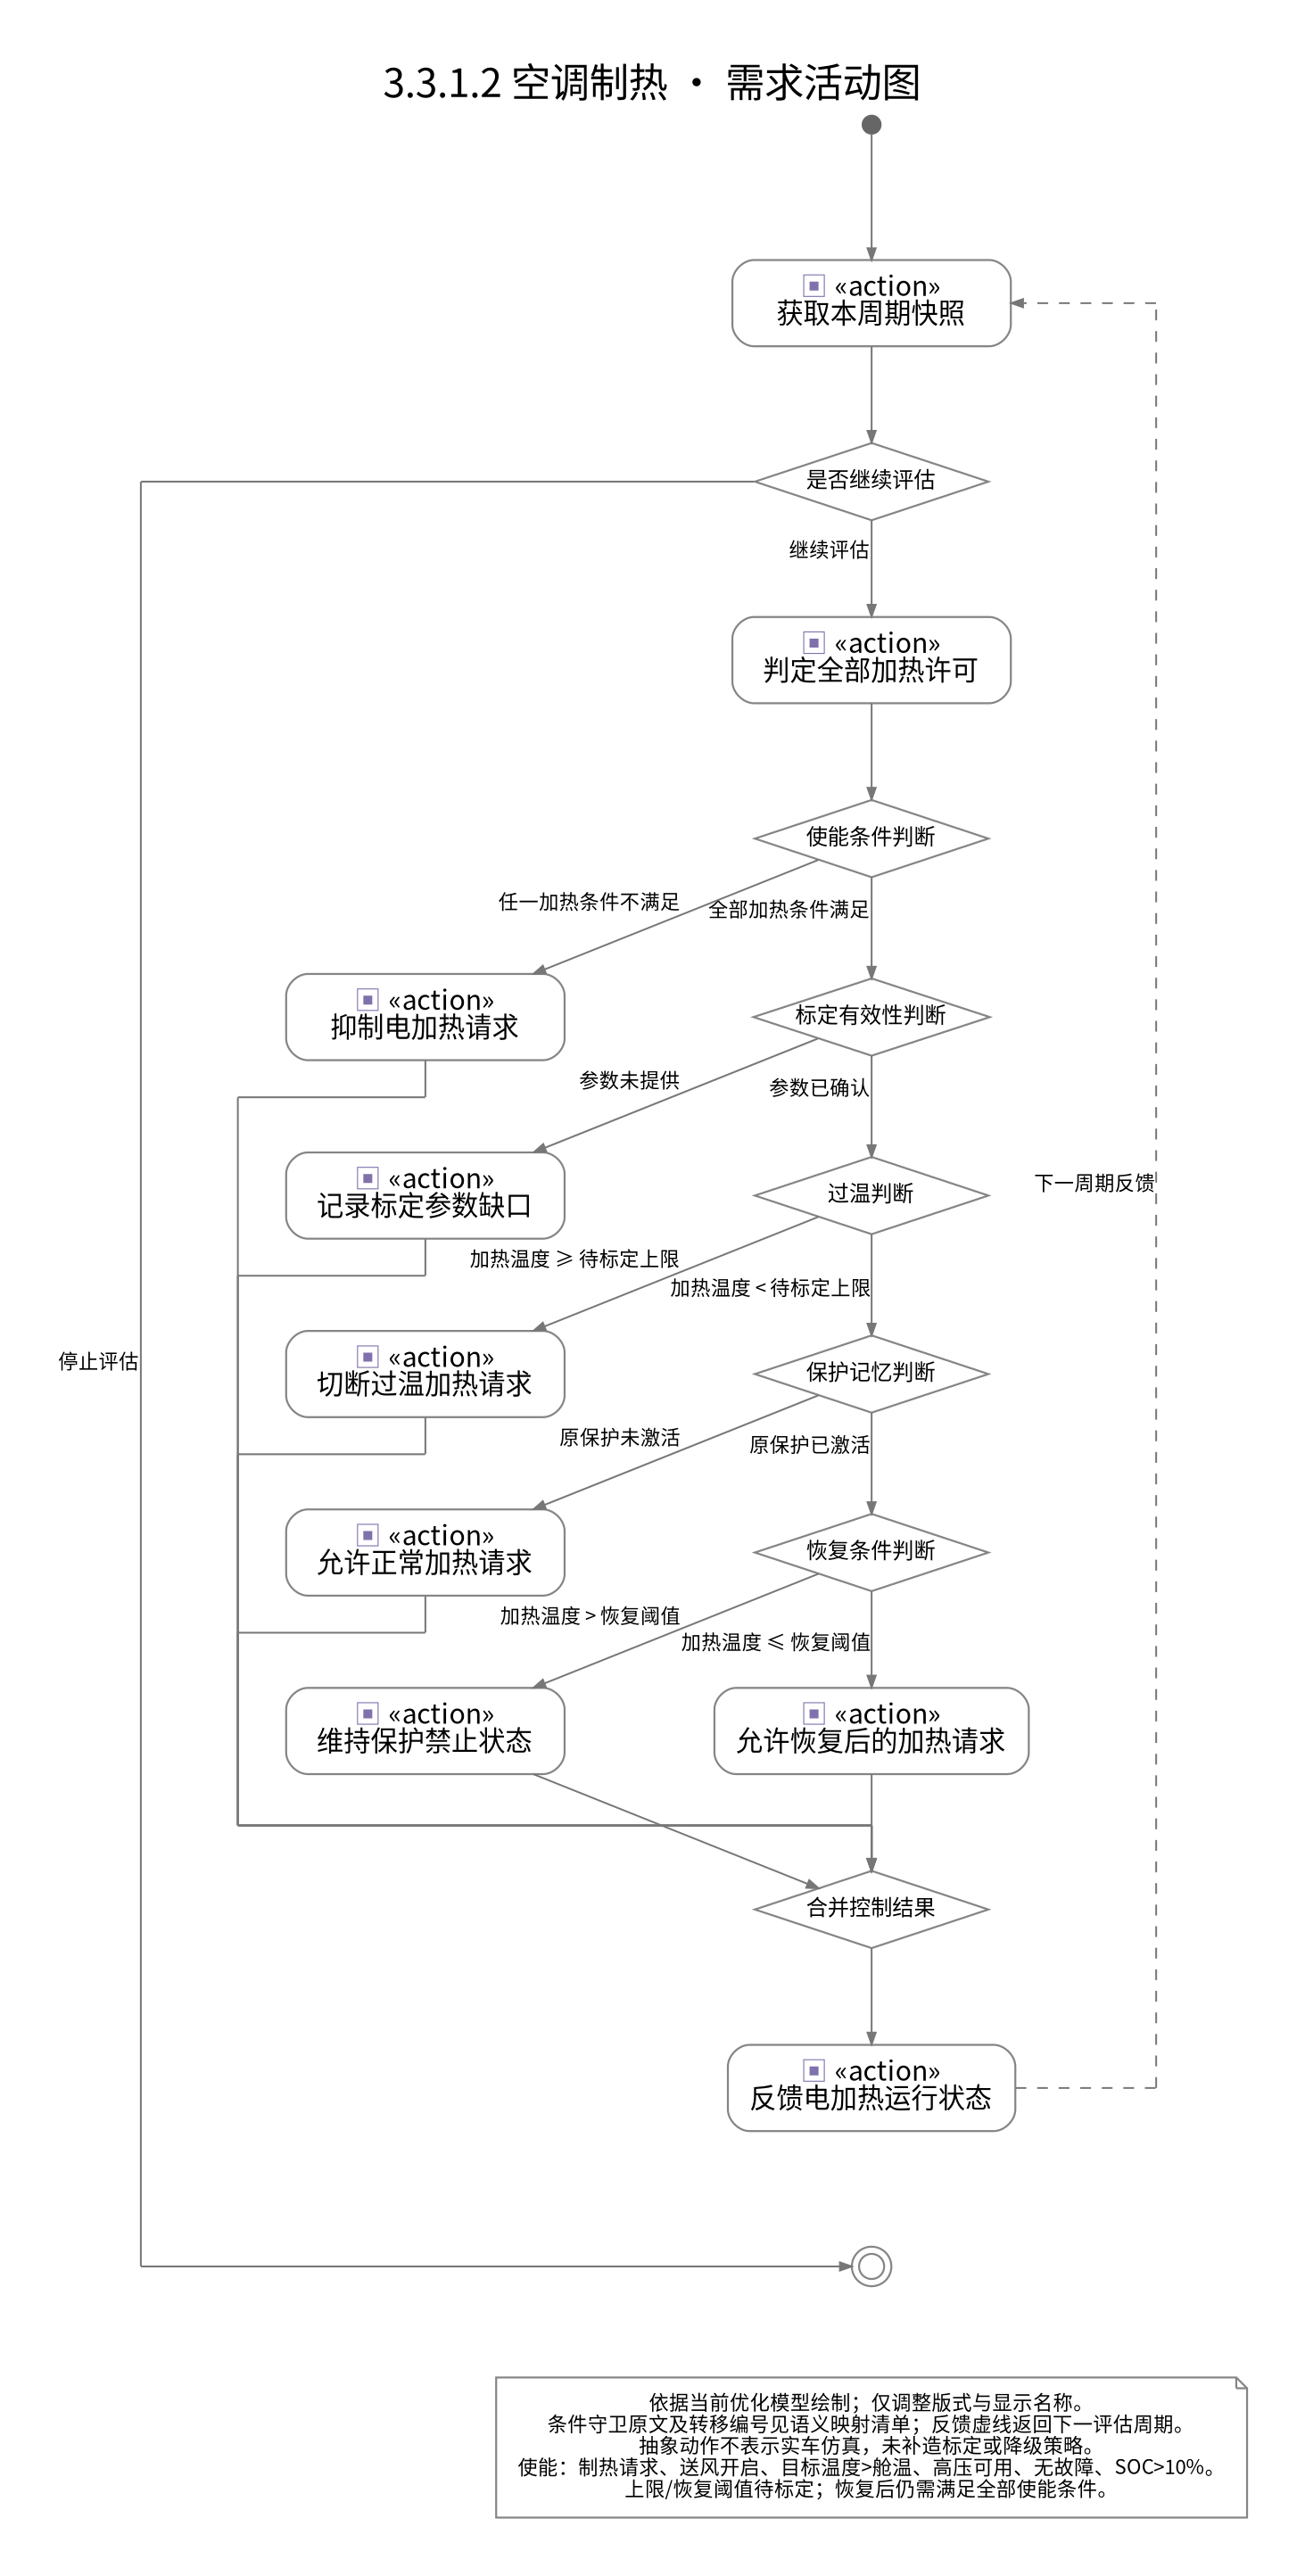 3.3.1.2 空调制热 · 需求活动图
«action»
获取本周期快照
是否继续评估
继续评估
«action»
判定全部加热许可
使能条件判断
任一加热条件不满足
全部加热条件满足
«action»
抑制电加热请求
标定有效性判断
参数未提供
参数已确认
«action»
记录标定参数缺口
过温判断
下一周期反馈
加热温度 ≥ 待标定上限
加热温度 < 待标定上限
停止评估
«action»
切断过温加热请求
保护记忆判断
原保护未激活
原保护已激活
«action»
允许正常加热请求
恢复条件判断
加热温度 > 恢复阈值
加热温度 ≤ 恢复阈值
«action»
维持保护禁止状态
«action»
允许恢复后的加热请求
合并控制结果
«action»
反馈电加热运行状态
依据当前优化模型绘制；仅调整版式与显示名称。
条件守卫原文及转移编号见语义映射清单；反馈虚线返回下一评估周期。
抽象动作不表示实车仿真，未补造标定或降级策略。
使能：制热请求、送风开启、目标温度>舱温、高压可用、无故障、SOC>10%。
上限/恢复阈值待标定；恢复后仍需满足全部使能条件。